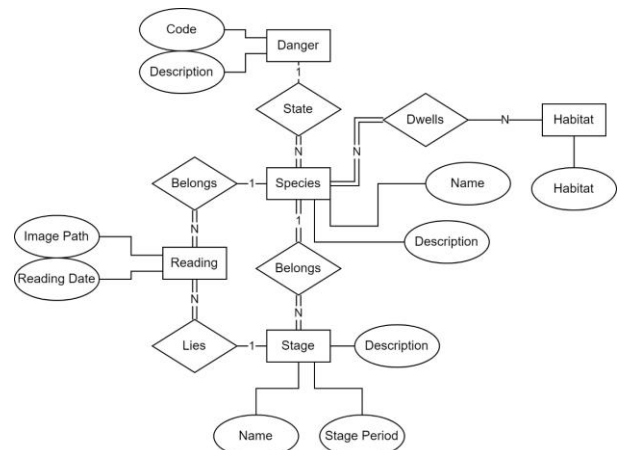 Code
Danger
Description
1
State
Dwells
N
Habitat
N
N
Belongs
1
Species
Name
Habitat
1
Description
N
Image Path
Reading
Reading Date
Belongs
N
N
Lies
1
Stage
Description
Name
Stage Period